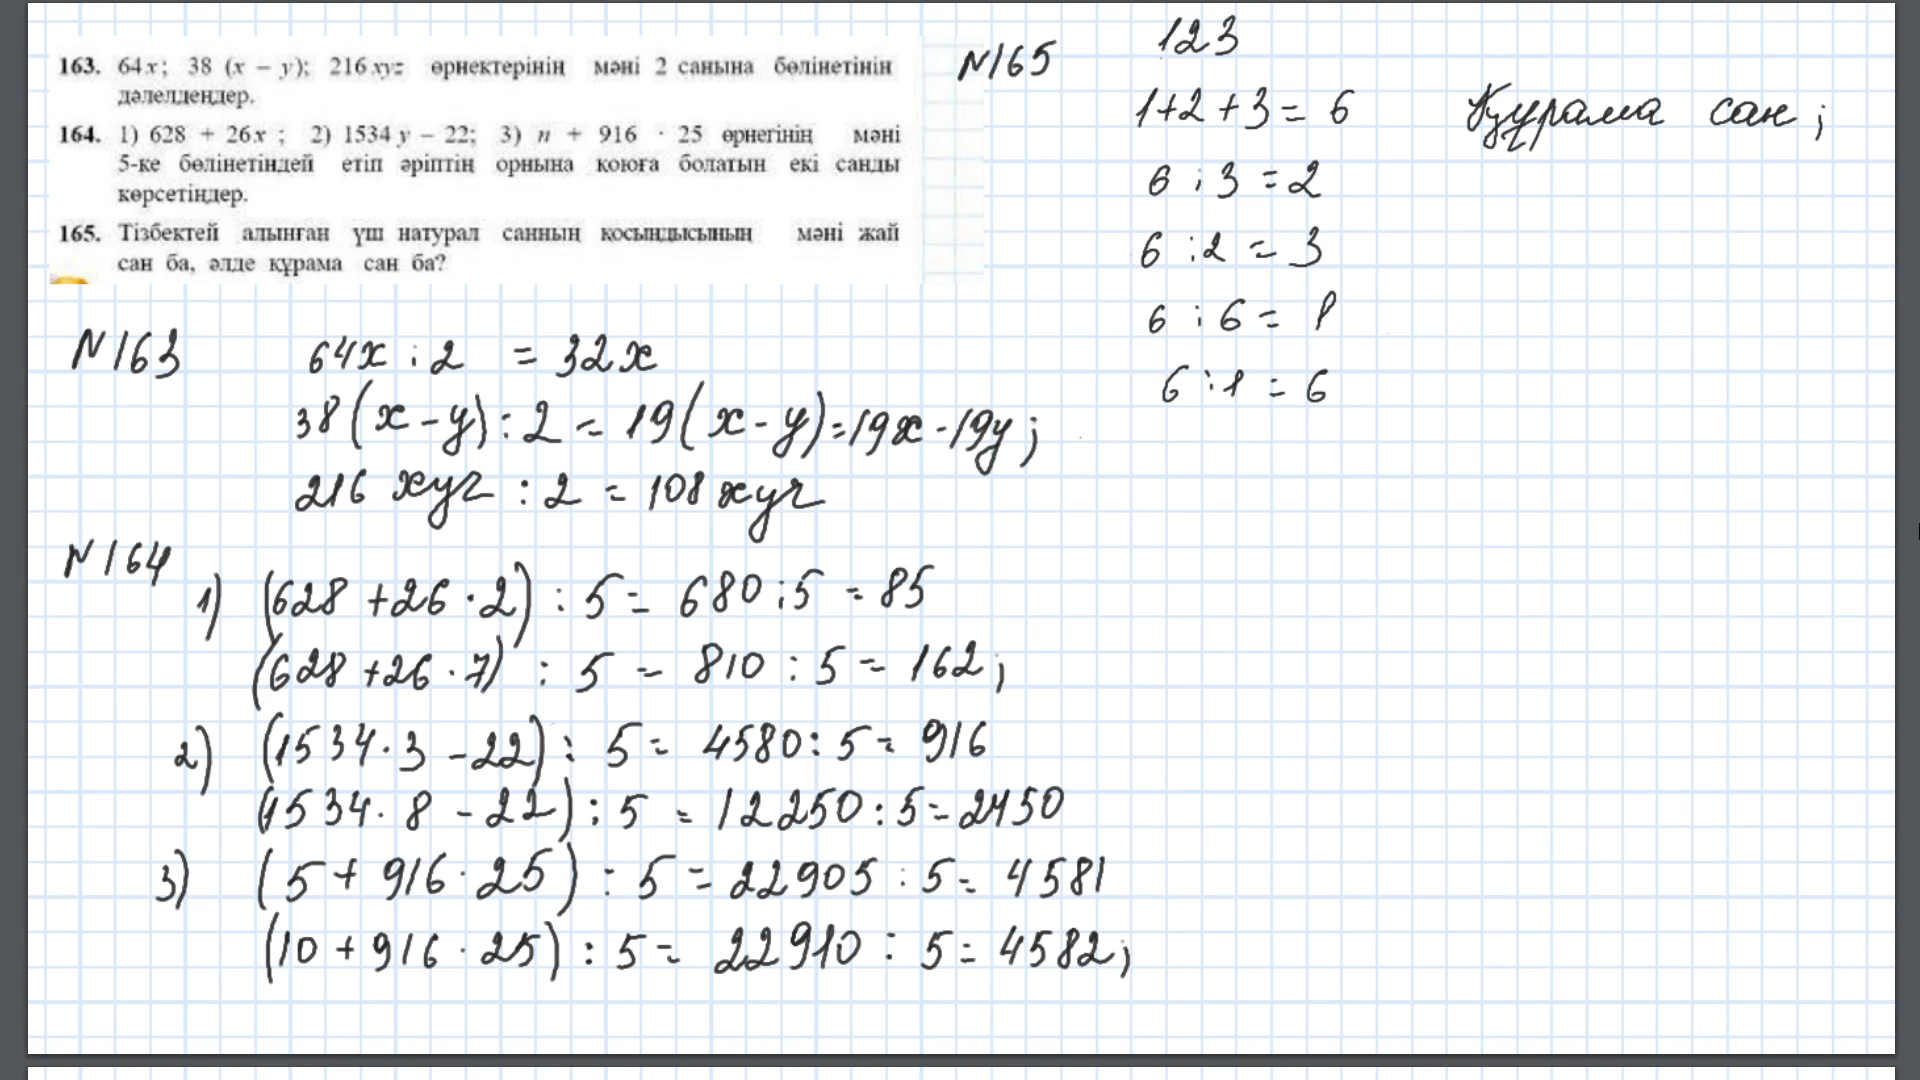 163. 64x; 38 (x – y); 216xyz өрнектерінің мәні 2 санына бөлінетінін
дәлелдеңдер.
164. 1) 628 + 26x ; 2) 1534y – 22; 3) n + 916 · 25 өрнегінің мәні
5-ке бөлінетіндей етіп әріптің орнына қоюға болатын екі санды
көрсетіңдер.
165. Тізбектей алынған үш натурал санның қосындысының мәні жай
сан ба, әлде құрама сан ба?
N163 64x : 2 = 32x
38(x-y) : 2 = 19(x-y)=19x-19y;
216 xyz : 2 = 108xyz
N164
1) (628 +26·2) : 5 = 680 : 5 = 85
(628 +26·7) : 5 = 810 : 5 = 162;
2) (1534·3 -22) : 5 = 4580 : 5 = 916
(1534·8 -22) : 5 = 12250 : 5 = 2450
3) (5 + 916·25) : 5 = 22905 : 5 = 4581
(10 + 916·25) : 5 = 22910 : 5 = 4582;
N165 123
1+2+3=6 Құрама сан;
6 : 3 = 2
6 : 2 = 3
6 : 6 = 1
6 : 1 = 6